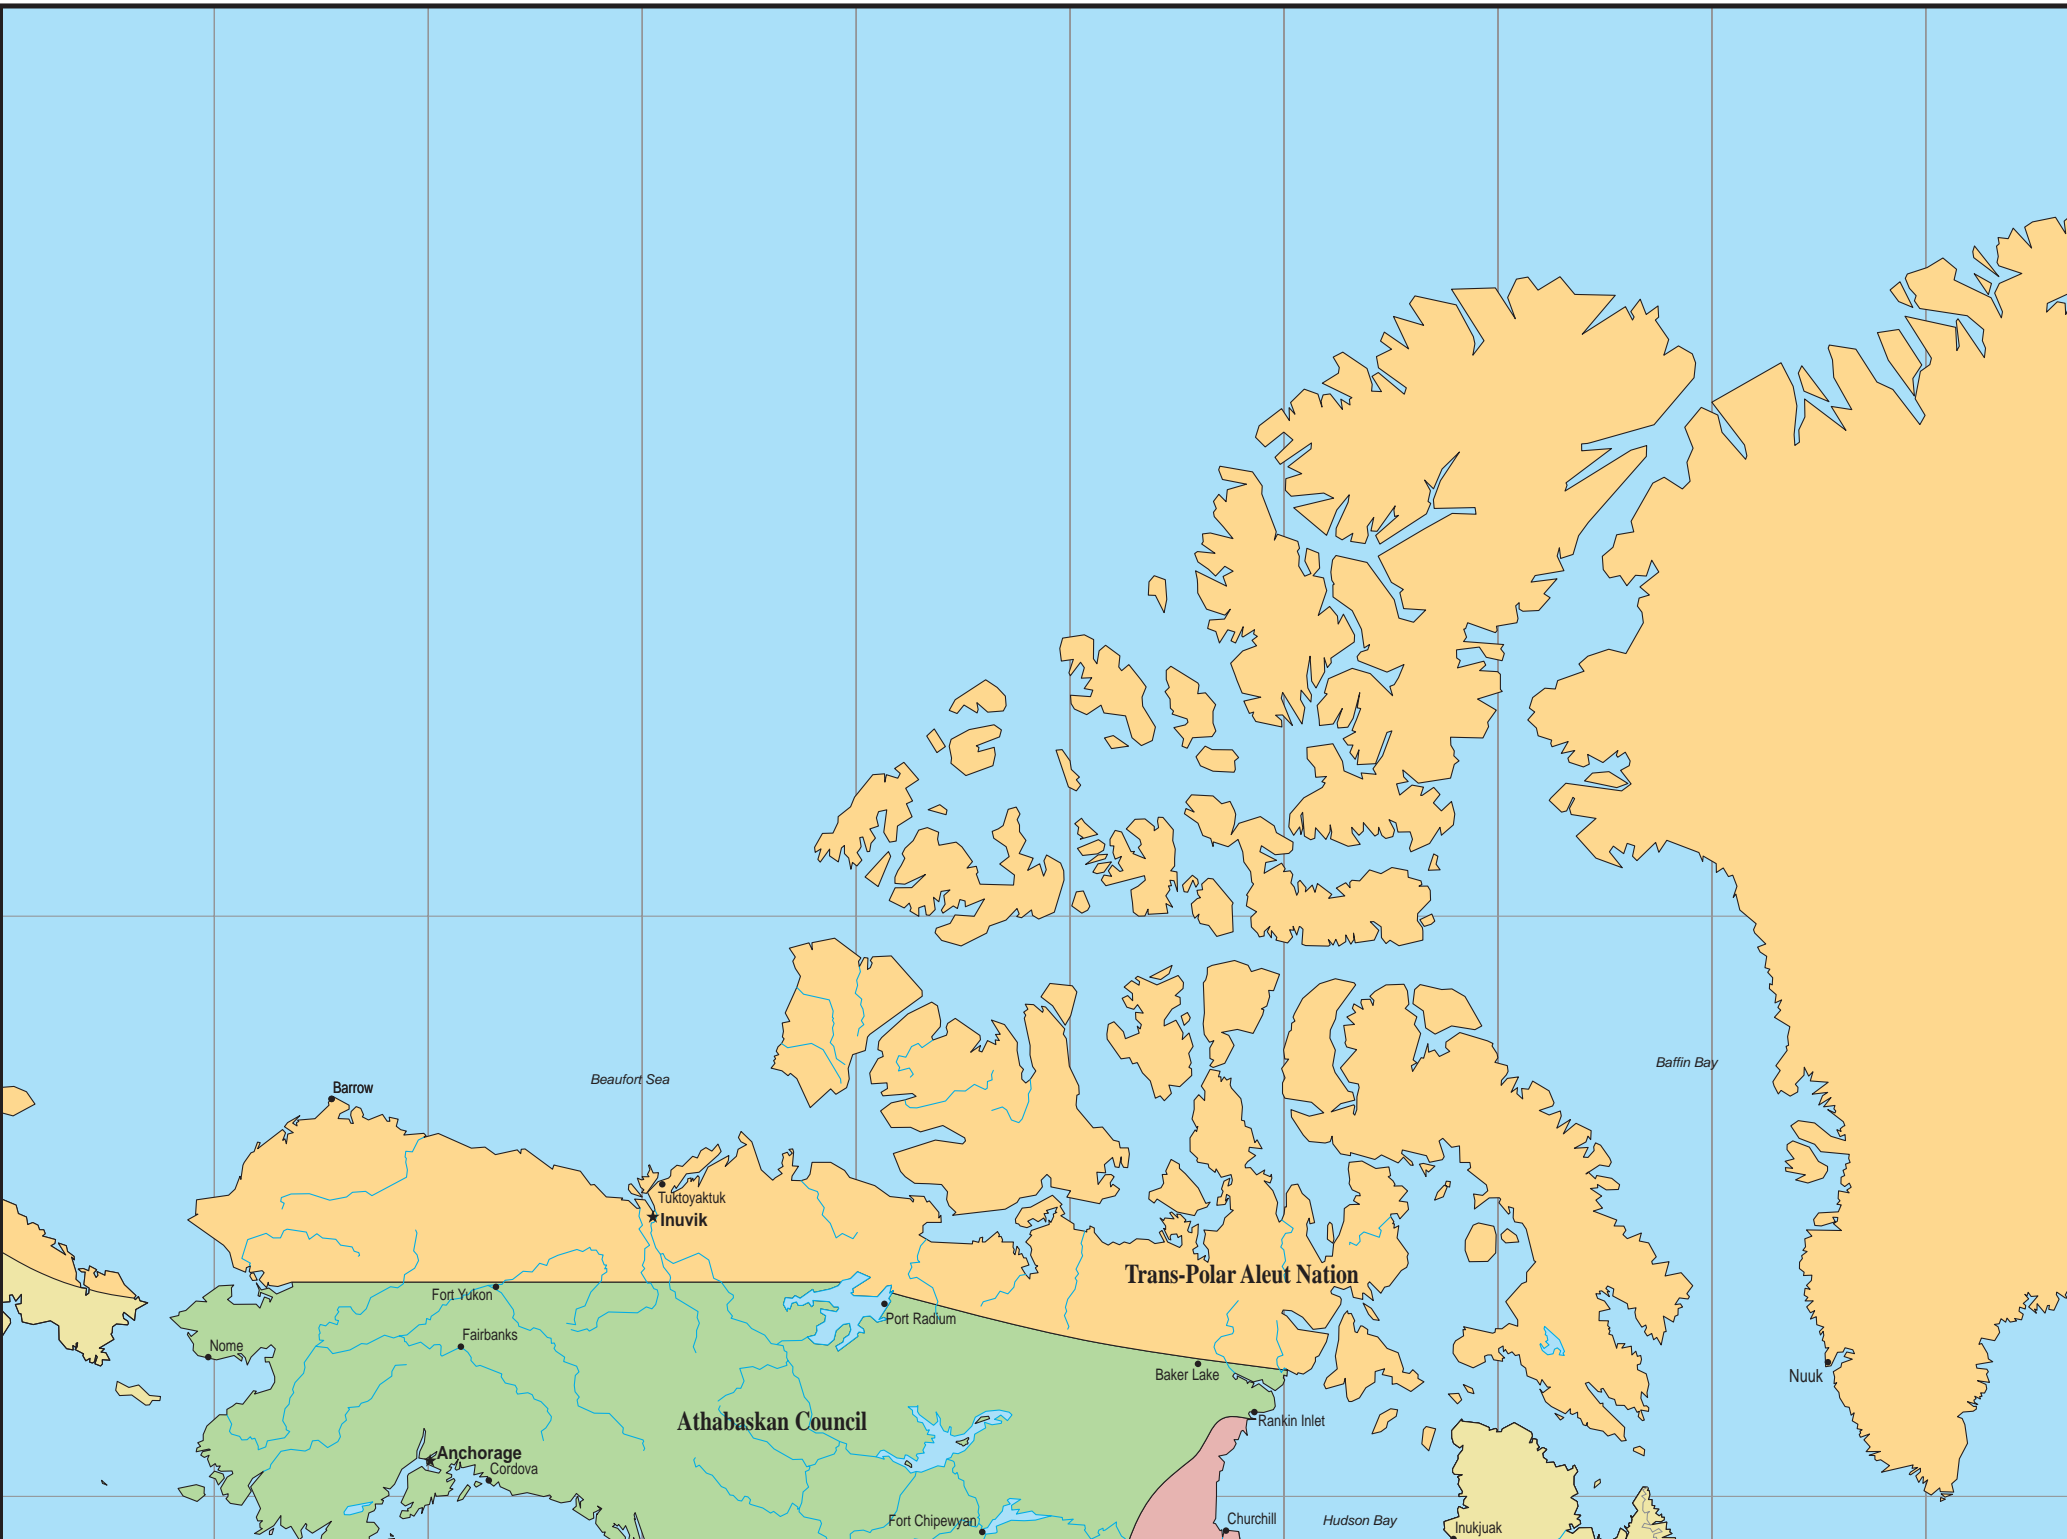 Baffin Bay
Beaufort Sea
Barrow
Tuktoyaktuk
Inuvik
Trans-Polar Aleut Nation
Fort Yukon
Port Radium
Fairbanks
Nome
Baker Lake
Nuuk
Athabaskan Council
Rankin Inlet
Anchorage
Cordova
Fort Chipewyan
Churchill
Hudson Bay
Inukjuak